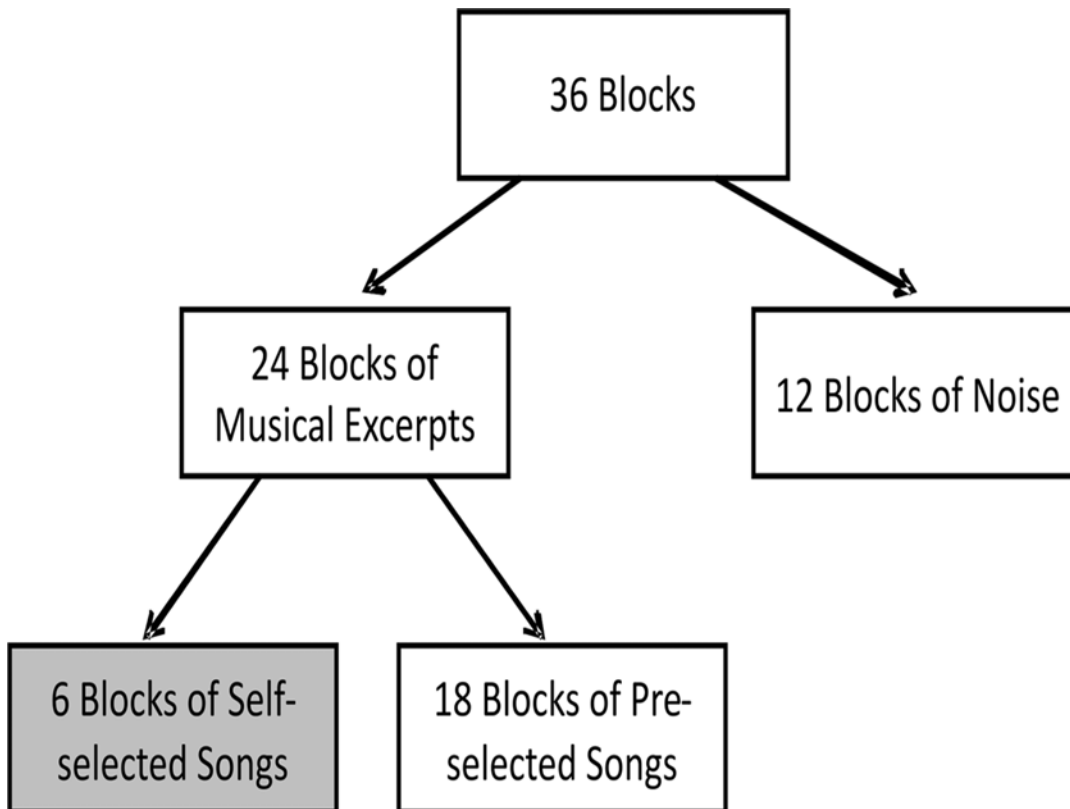 36 Blocks
24 Blocks of
Musical Excerpts
12 Blocks of Noise
6 Blocks of Self-
selected Songs
18 Blocks of Pre-
selected Songs